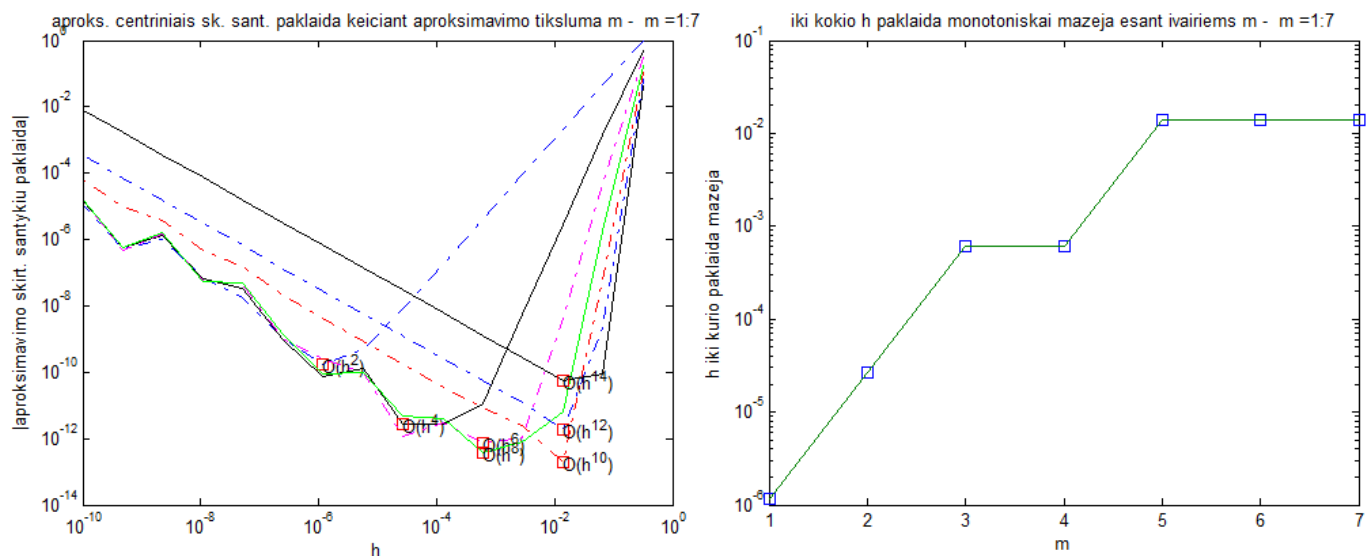 aproks. centriniais sk. sant. paklaida keiciant aproksimavimo tiksluma m - m =1:7
|aproksimavimo skirt. santykiu paklaida|
10^0
10^-2
10^-4
10^-6
10^-8
10^-10
10^-12
10^-14
O(h^2)
O(h^4)
O(h^6)
O(h^8)
O(h^14)
O(h^12)
O(h^10)
10^-10
10^-8
10^-6
10^-4
10^-2
10^0
h
iki kokio h paklaida monotoniskai mazeja esant ivairiems m - m =1:7
h iki kurio paklaida mazeja
10^-1
10^-2
10^-3
10^-4
10^-5
10^-6
1
2
3
4
5
6
7
m